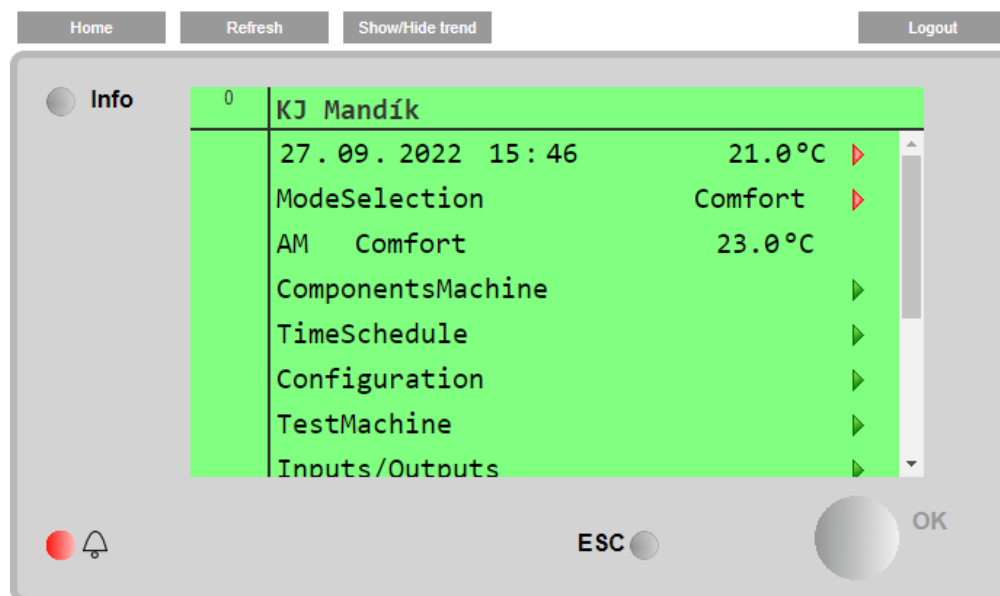 Home Refresh Show/Hide trend Logout
Info
0 KJ Mandík
27.09.2022 15:46 21.0°C
ModeSelection Comfort
AM Comfort 23.0°C
ComponentsMachine
TimeSchedule
Configuration
TestMachine
Inputs/Outputs
OK
ESC